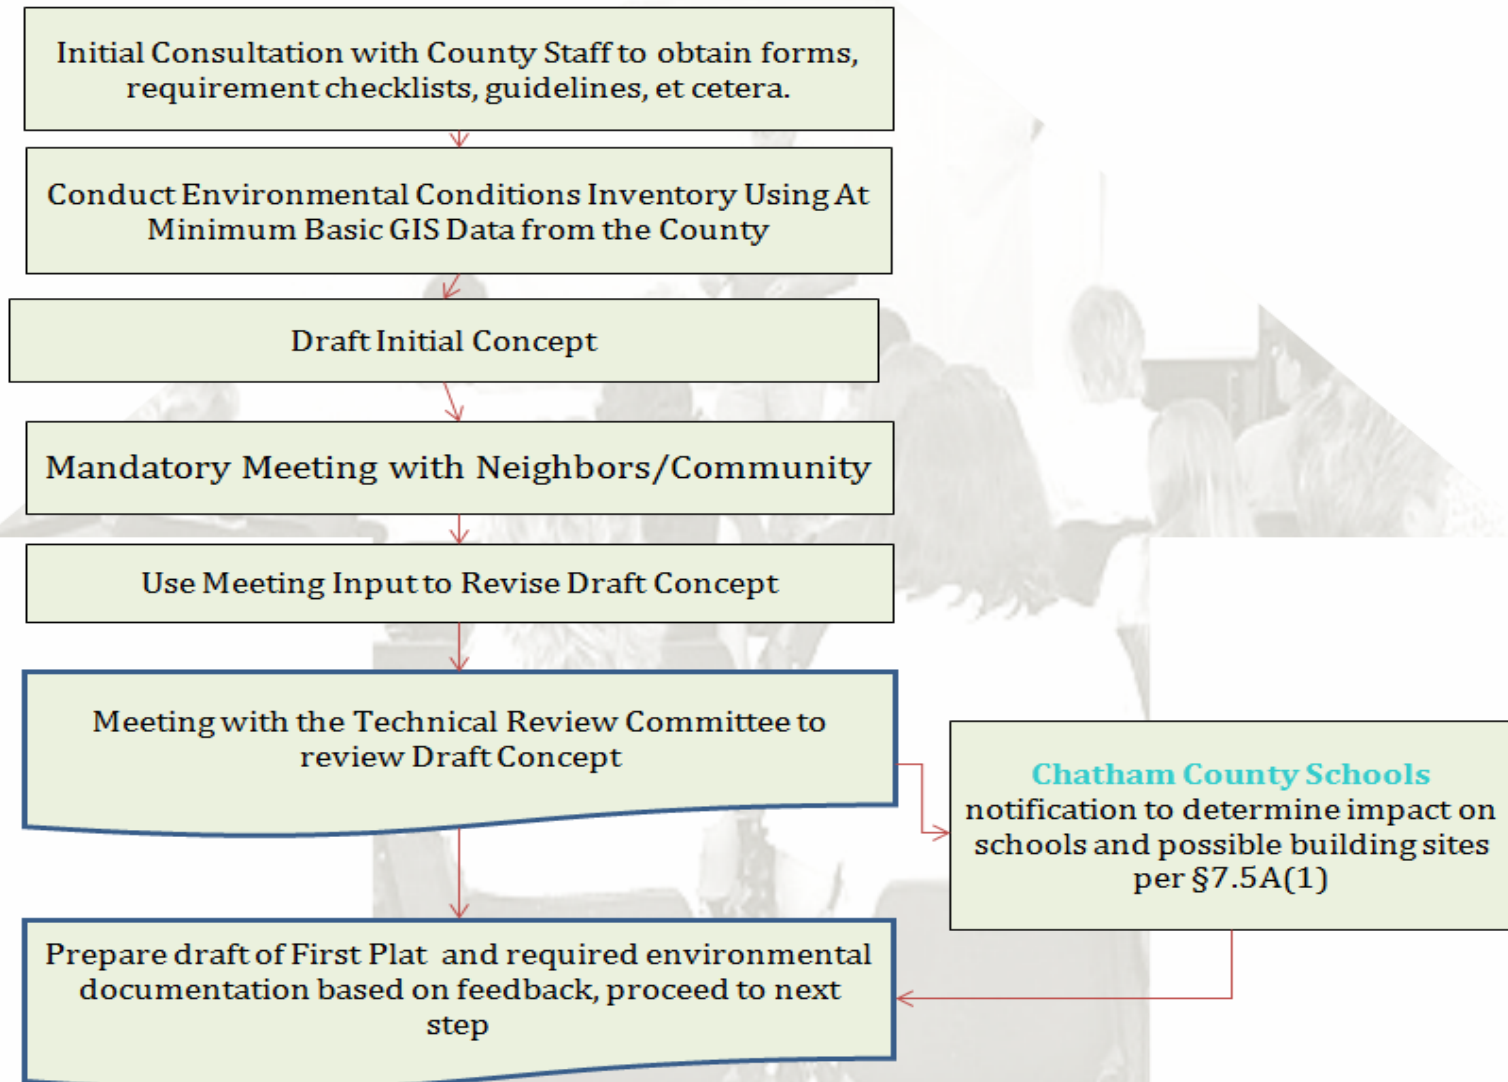 Initial Consultation with County Staff to obtain forms,
requirement checklists, guidelines, et cetera.
Conduct Environmental Conditions Inventory Using At
Minimum Basic GIS Data from the County
Draft Initial Concept
Mandatory Meeting with Neighbors/Community
Use Meeting Input to Revise Draft Concept
Meeting with the Technical Review Committee to
review Draft Concept
Chatham County Schools
notification to determine impact on
schools and possible building sites
per §7.5A(1)
Prepare draft of First Plat and required environmental
documentation based on feedback, proceed to next
step